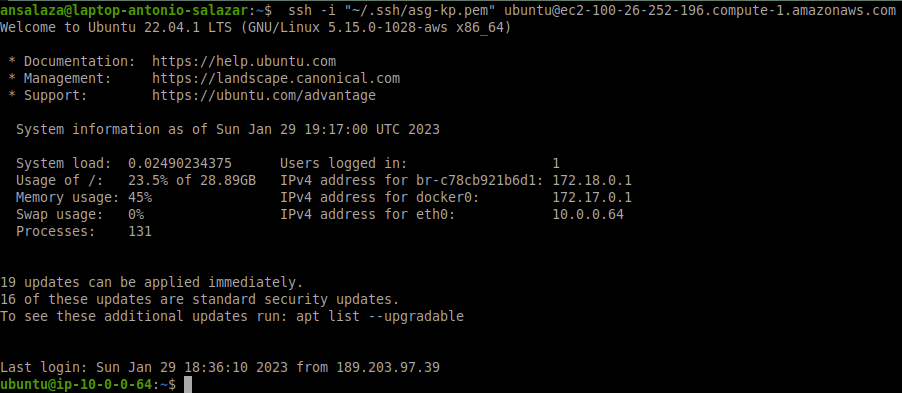 ansalaza@laptop-antonio-salazar:~$  ssh -i "~/.ssh/asg-kp.pem" ubuntu@ec2-100-26-252-196.compute-1.amazonaws.com
Welcome to Ubuntu 22.04.1 LTS (GNU/Linux 5.15.0-1028-aws x86_64)

 * Documentation:  https://help.ubuntu.com
 * Management:     https://landscape.canonical.com
 * Support:        https://ubuntu.com/advantage

  System information as of Sun Jan 29 19:17:00 UTC 2023

  System load:  0.02490234375      Users logged in:                  1
  Usage of /:   23.5% of 28.89GB   IPv4 address for br-c78cb921b6d1: 172.18.0.1
  Memory usage: 45%                IPv4 address for docker0:         172.17.0.1
  Swap usage:   0%                 IPv4 address for eth0:            10.0.0.64
  Processes:    131


19 updates can be applied immediately.
16 of these updates are standard security updates.
To see these additional updates run: apt list --upgradable


Last login: Sun Jan 29 18:36:10 2023 from 189.203.97.39
ubuntu@ip-10-0-0-64:~$